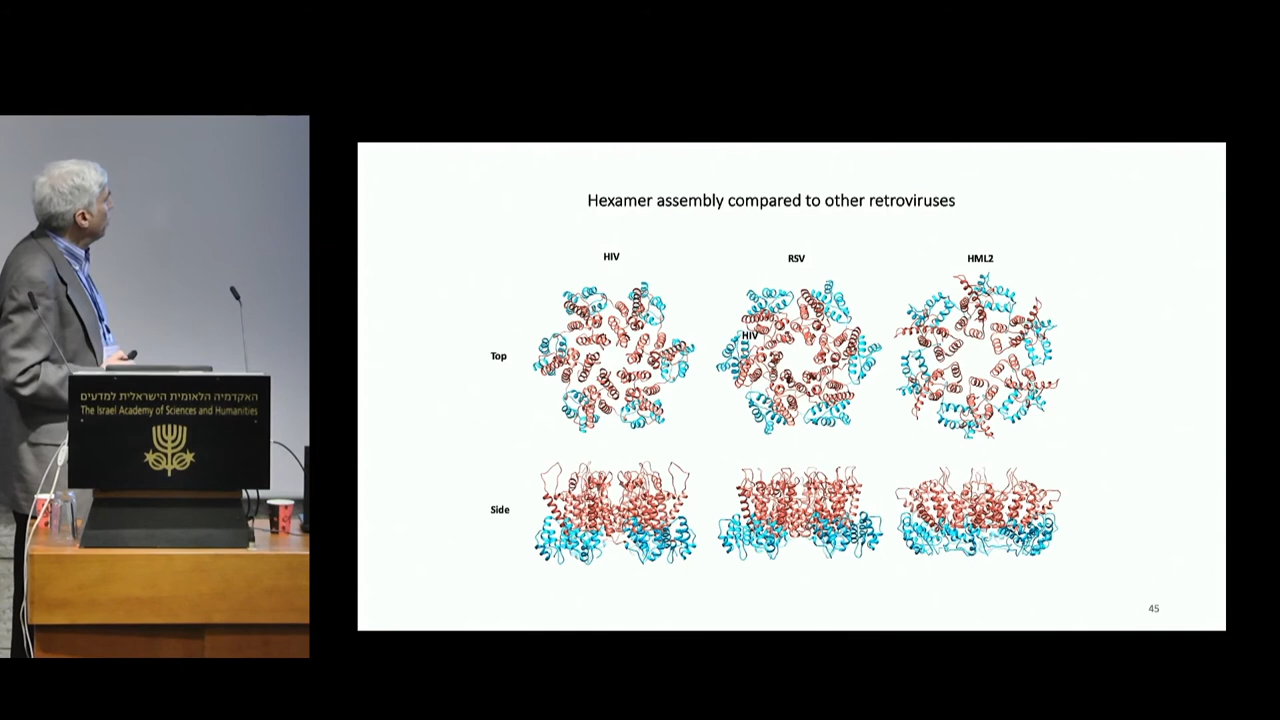 האקדמיה הלאומית הישראלית למדעים
The Israel Academy of Sciences and Humanities
Hexamer assembly compared to other retroviruses
HIV
RSV
HML2
HIV
Top
Side
45